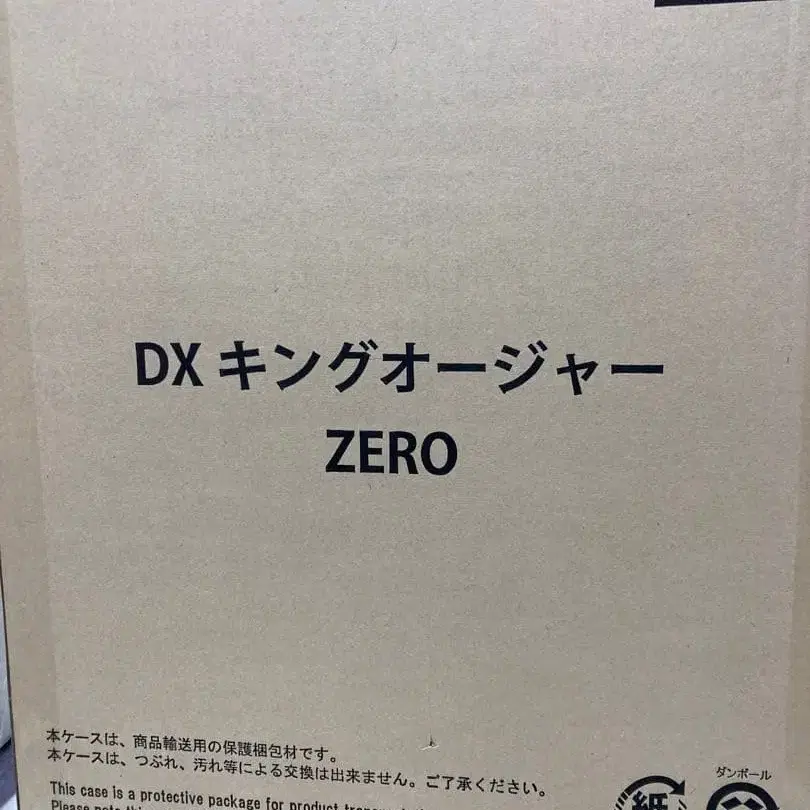 DX キングオージャー
ZERO
本ケースは、商品輸送用の保護梱包材です。
本ケースは、つぶれ、汚れ等による交換は出来ません。ご了承ください。
This case is a protective package for product
Please note
ダンボール
紙